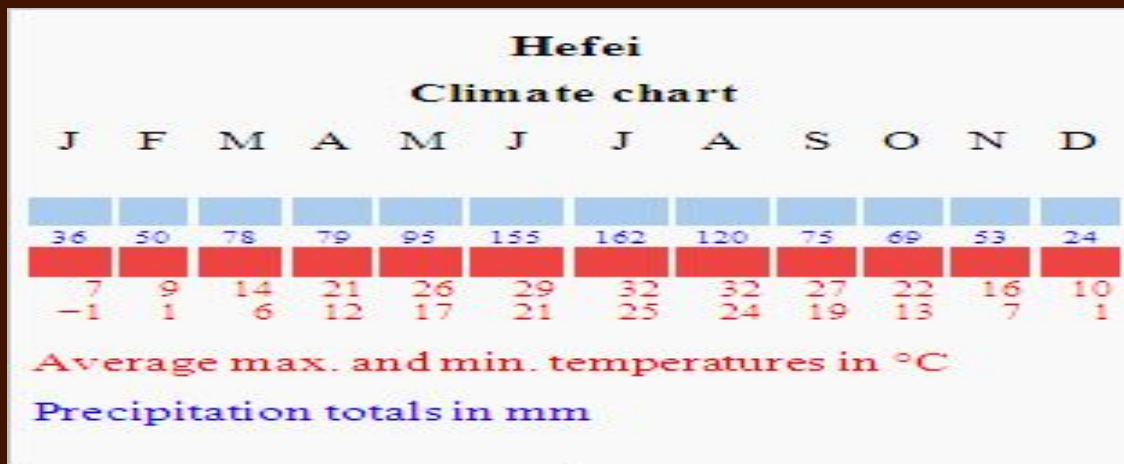 Hefei
Climate chart
J F M A M J J A S O N D
36 50 78 79 95 155 162 120 75 69 53 24
7 9 14 21 26 29 32 32 27 22 16 10
−1 1 6 12 17 21 25 24 19 13 7 1
Average max. and min. temperatures in °C
Precipitation totals in mm